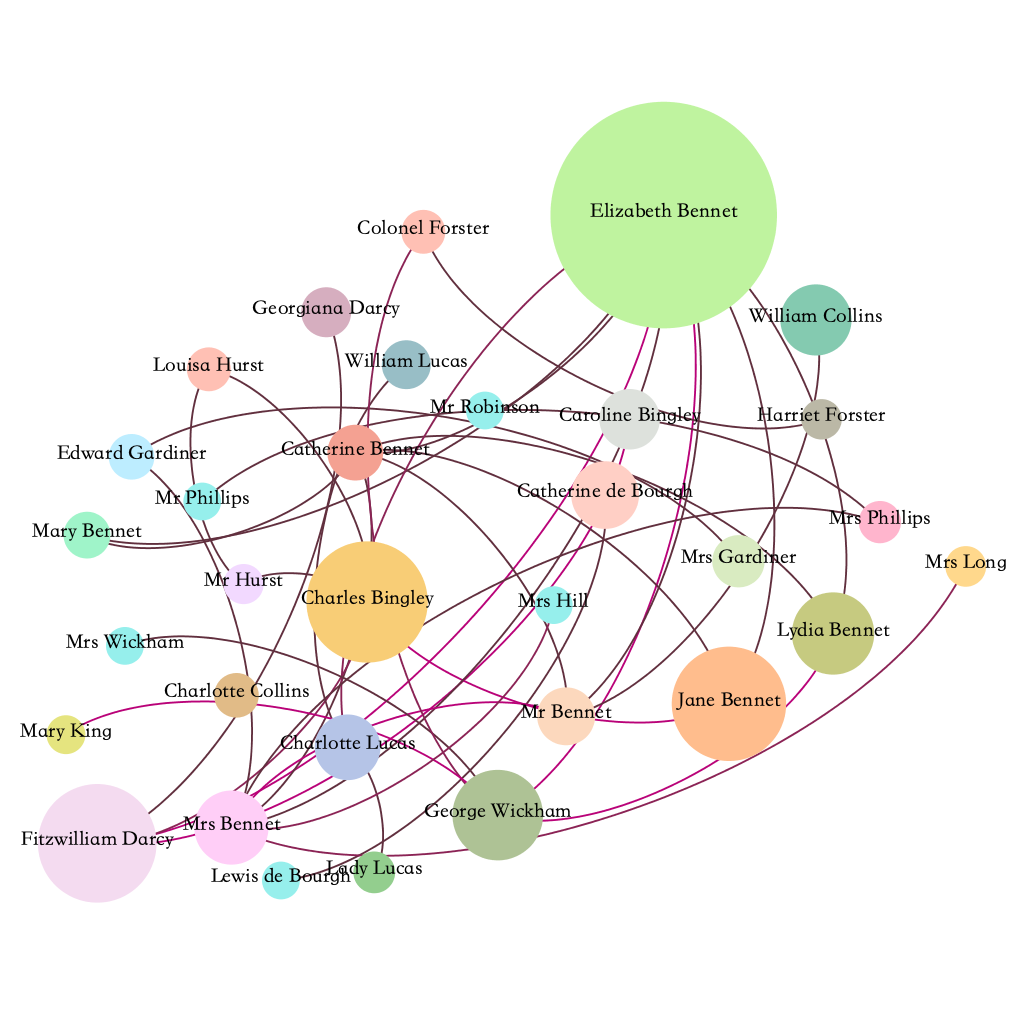 Elizabeth Bennet
Colonel Forster
Georgiana Darcy
William Collins
Louisa Hurst
William Lucas
Mr Robinson
Caroline Bingley
Harriet Forster
Edward Gardiner
Catherine Bennet
Mr Phillips
Catherine de Bourgh
Mary Bennet
Mrs Phillips
Mrs Gardiner
Mrs Long
Mr Hurst
Charles Bingley
Mrs Hill
Mrs Wickham
Lydia Bennet
Charlotte Collins
Jane Bennet
Mr Bennet
Mary King
Charlotte Lucas
George Wickham
Mrs Bennet
Fitzwilliam Darcy
Lewis de Bourgh
Lady Lucas